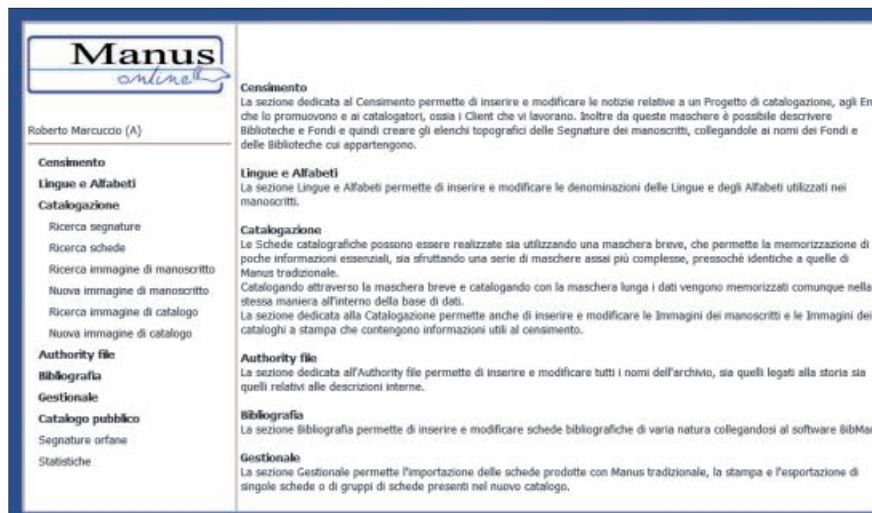 Manus
online
Roberto Marcuccio (A)
Censimento
Lingue e Alfabeti
Catalogazione
Ricerca segnature
Ricerca schede
Ricerca immagine di manoscritto
Nuova immagine di manoscritto
Ricerca immagine di catalogo
Nuova immagine di catalogo
Authority file
Bibliografia
Gestionale
Catalogo pubblico
Segnature orfane
Statistiche
Censimento
La sezione dedicata al Censimento permette di inserire e modificare le notizie relative a un Progetto di catalogazione, agli En
che lo promuovono e ai catalogatori, ossia i Client che vi lavorano. Inoltre da queste maschere è possibile descrivere
Biblioteche e Fondi e quindi creare gli elenchi topografici delle Segnature dei manoscritti, collegandole ai nomi dei Fondi e
delle Biblioteche cui appartengono.
Lingue e Alfabeti
La sezione Lingue e Alfabeti permette di inserire e modificare le denominazioni delle Lingue e degli Alfabeti utilizzati nei
manoscritti.
Catalogazione
Le Schede catalografiche possono essere realizzate sia utilizzando una maschera breve, che permette la memorizzazione di
poche informazioni essenziali, sia sfruttando una serie di maschere assai più complesse, pressoché identiche a quelle di
Manus tradizionale.
Catalogando attraverso la maschera breve e catalogando con la maschera lunga i dati vengono memorizzati comunque nella
stessa maniera all'interno della base di dati.
La sezione dedicata alla Catalogazione permette anche di inserire e modificare le Immagini dei manoscritti e le Immagini dei
cataloghi a stampa che contengono informazioni utili al censimento.
Authority file
La sezione dedicata all'Authority file permette di inserire e modificare tutti i nomi dell'archivio, sia quelli legati alla storia sia
quelli relativi alle descrizioni interne.
Bibliografia
La sezione Bibliografia permette di inserire e modificare schede bibliografiche di varia natura collegandosi al software BibMan
Gestionale
La sezione Gestionale permette l'importazione delle schede prodotte con Manus tradizionale, la stampa e l'esportazione di
singole schede o di gruppi di schede presenti nel nuovo catalogo.